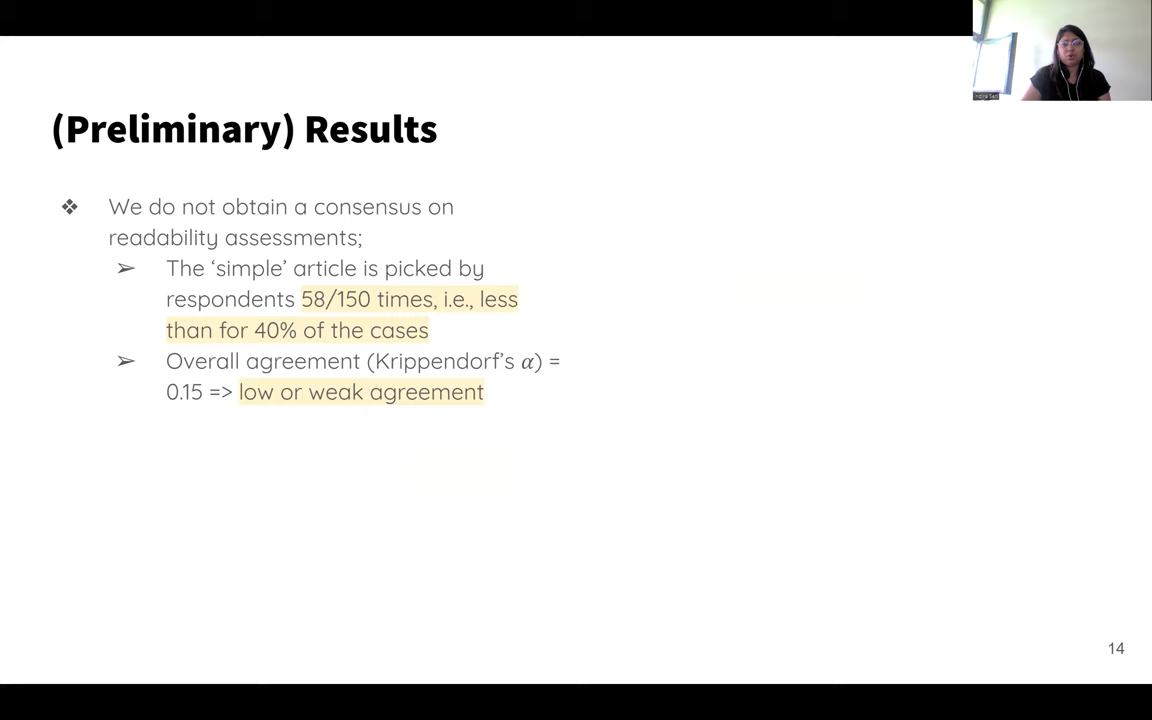 (Preliminary) Results
❖ We do not obtain a consensus on
readability assessments;
➢ The ‘simple’ article is picked by
respondents 58/150 times, i.e., less
than for 40% of the cases
➢ Overall agreement (Krippendorf’s α) =
0.15 => low or weak agreement
14